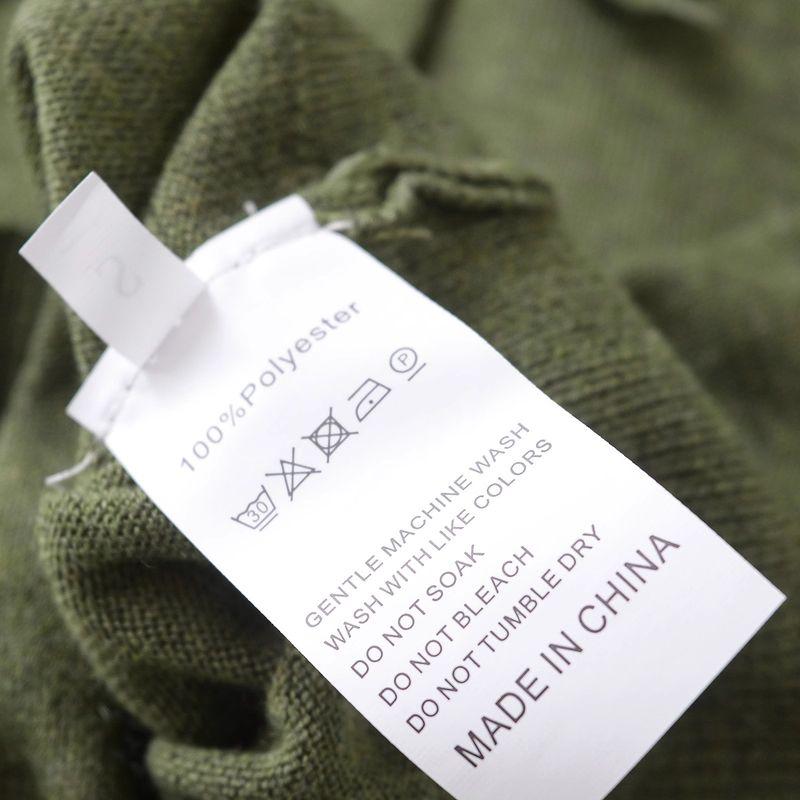 100%Polyester
30
P
GENTLE MACHINE WASH
WASH WITH LIKE COLORS
DO NOT SOAK
DO NOT BLEACH
DO NOT TUMBLE DRY
MADE IN CHINA